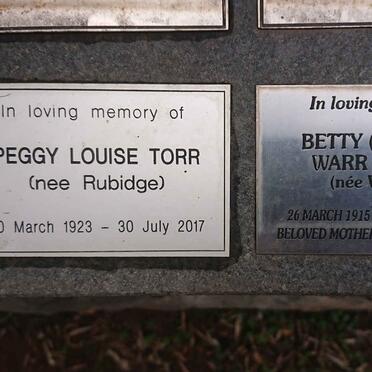 In loving memory of
PEGGY LOUISE TORR
(nee Rubidge)
0 March 1923 – 30 July 2017
In loving
BETTY (
WARR
(née
26 MARCH 1915
BELOVED MOTHER